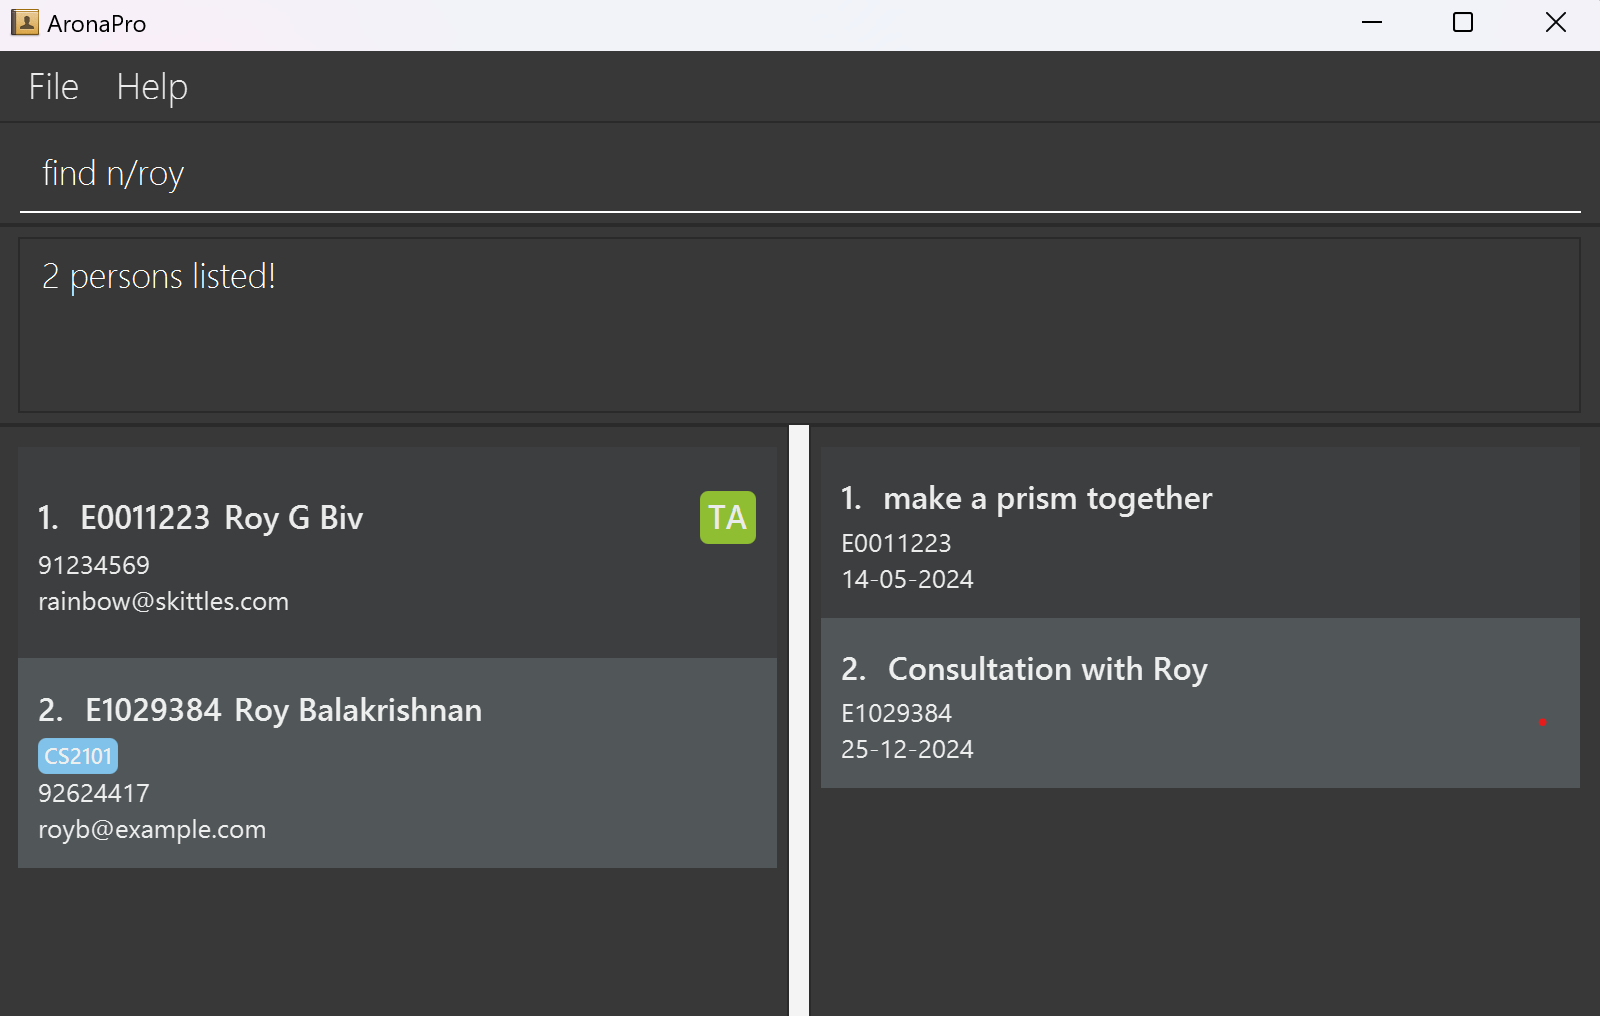 AronaPro
File Help
find n/roy
2 persons listed!
1. E0011223 Roy G Biv
TA
91234569
rainbow@skittles.com
2. E1029384 Roy Balakrishnan
CS2101
92624417
royb@example.com
1. make a prism together
E0011223
14-05-2024
2. Consultation with Roy
E1029384
25-12-2024